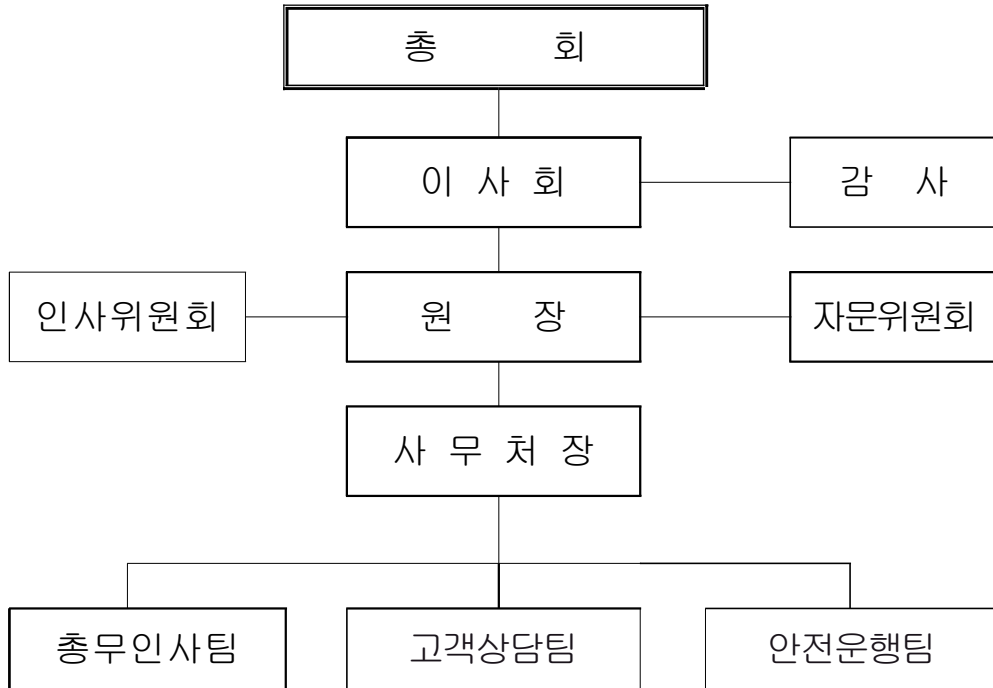 총 회
이 사 회
감 사
인사위원회
원 장
자문위원회
사 무 처 장
총무인사팀
고객상담팀
안전운행팀